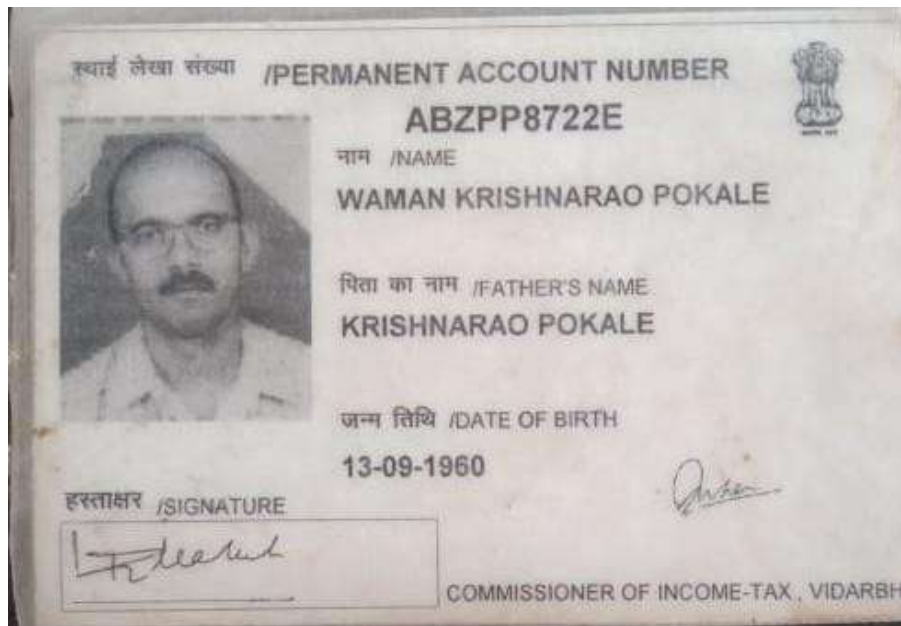 स्थाई लेखा संख्या /PERMANENT ACCOUNT NUMBER
ABZPP8722E
नाम /NAME
WAMAN KRISHNARAO POKALE
पिता का नाम /FATHER'S NAME
KRISHNARAO POKALE
जन्म तिथि /DATE OF BIRTH
13-09-1960
हस्ताक्षर /SIGNATURE
COMMISSIONER OF INCOME-TAX , VIDARBH